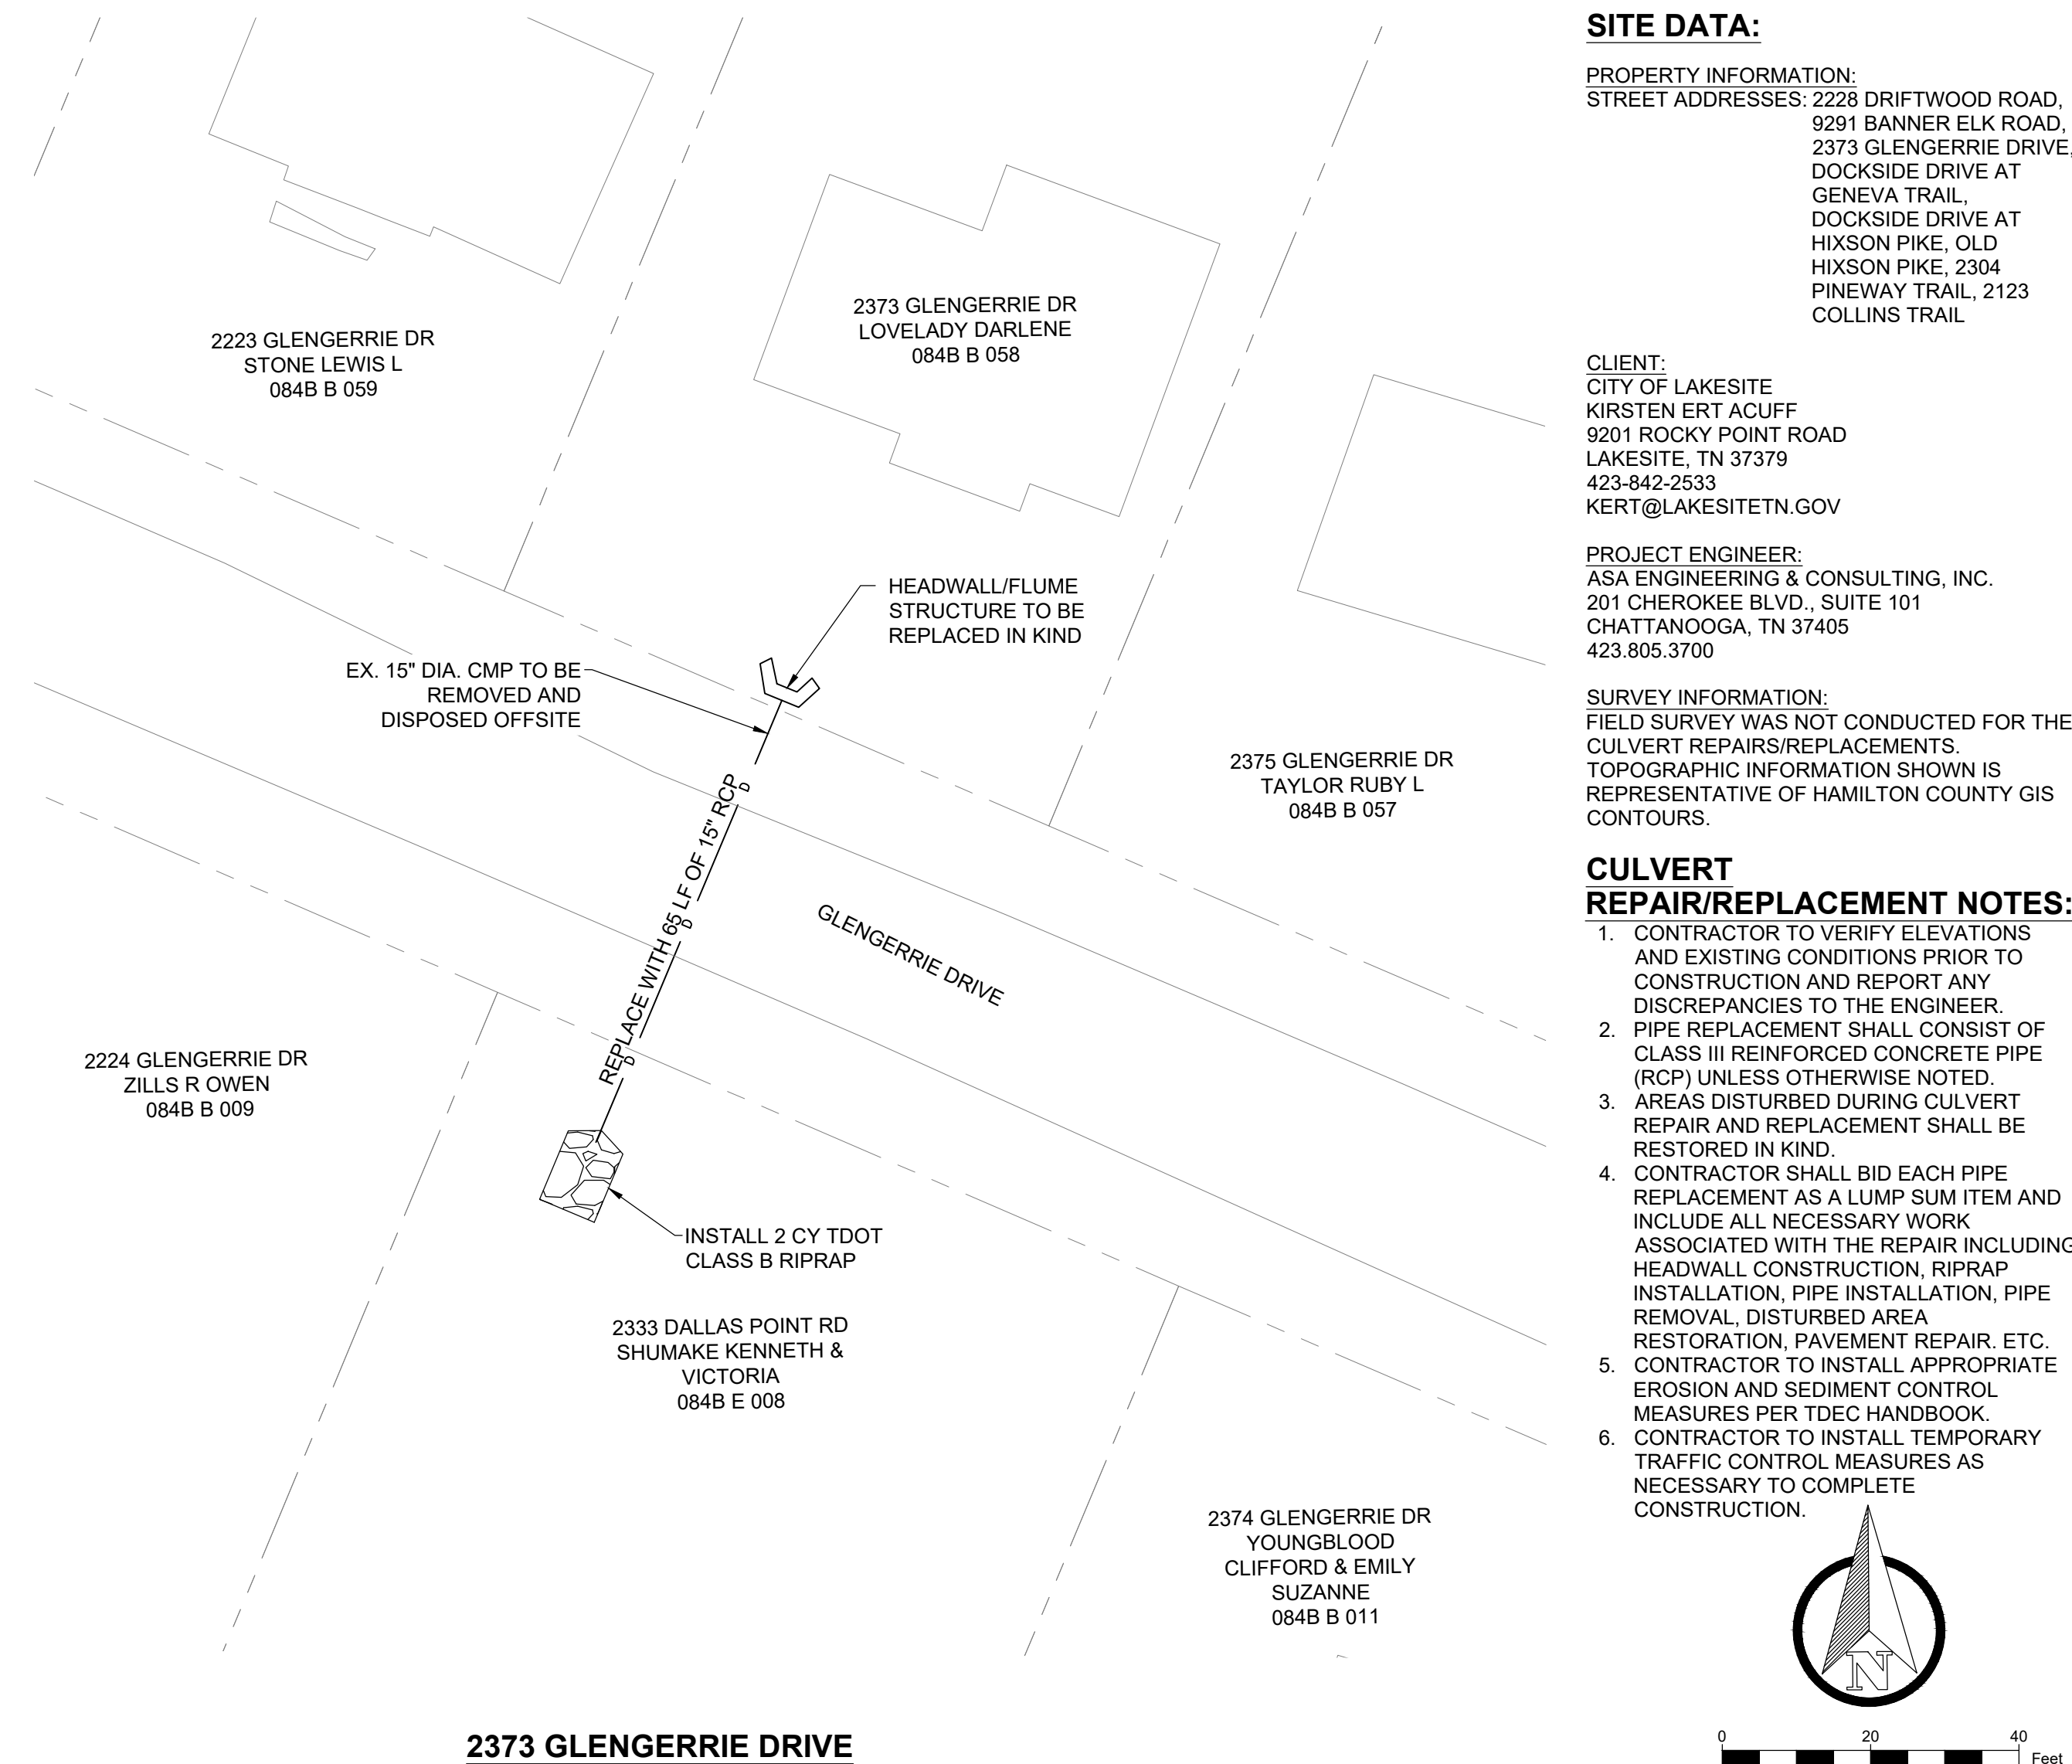 2223 GLENGERRIE DR
STONE LEWIS L
084B B 059
2373 GLENGERRIE DR
LOVELADY DARLENE
084B B 058
HEADWALL/FLUME
STRUCTURE TO BE
REPLACED IN KIND
EX. 15" DIA. CMP TO BE
REMOVED AND
DISPOSED OFFSITE
REPLACE WITH 65 LF OF 15" RCP
D
D
D
2375 GLENGERRIE DR
TAYLOR RUBY L
084B B 057
GLENGERRIE DRIVE
2224 GLENGERRIE DR
ZILLS R OWEN
084B B 009
INSTALL 2 CY TDOT
CLASS B RIPRAP
2333 DALLAS POINT RD
SHUMAKE KENNETH &
VICTORIA
084B E 008
2374 GLENGERRIE DR
YOUNGBLOOD
CLIFFORD & EMILY
SUZANNE
084B B 011
2373 GLENGERRIE DRIVE
SITE DATA:
PROPERTY INFORMATION:
STREET ADDRESSES: 2228 DRIFTWOOD ROAD,
9291 BANNER ELK ROAD,
2373 GLENGERRIE DRIVE,
DOCKSIDE DRIVE AT
GENEVA TRAIL,
DOCKSIDE DRIVE AT
HIXSON PIKE, OLD
HIXSON PIKE, 2304
PINEWAY TRAIL, 2123
COLLINS TRAIL
CLIENT:
CITY OF LAKESITE
KIRSTEN ERT ACUFF
9201 ROCKY POINT ROAD
LAKESITE, TN 37379
423-842-2533
KERT@LAKESITETN.GOV
PROJECT ENGINEER:
ASA ENGINEERING & CONSULTING, INC.
201 CHEROKEE BLVD., SUITE 101
CHATTANOOGA, TN 37405
423.805.3700
SURVEY INFORMATION:
FIELD SURVEY WAS NOT CONDUCTED FOR THE
CULVERT REPAIRS/REPLACEMENTS.
TOPOGRAPHIC INFORMATION SHOWN IS
REPRESENTATIVE OF HAMILTON COUNTY GIS
CONTOURS.
CULVERT
REPAIR/REPLACEMENT NOTES:
1. CONTRACTOR TO VERIFY ELEVATIONS
AND EXISTING CONDITIONS PRIOR TO
CONSTRUCTION AND REPORT ANY
DISCREPANCIES TO THE ENGINEER.
2. PIPE REPLACEMENT SHALL CONSIST OF
CLASS III REINFORCED CONCRETE PIPE
(RCP) UNLESS OTHERWISE NOTED.
3. AREAS DISTURBED DURING CULVERT
REPAIR AND REPLACEMENT SHALL BE
RESTORED IN KIND.
4. CONTRACTOR SHALL BID EACH PIPE
REPLACEMENT AS A LUMP SUM ITEM AND
INCLUDE ALL NECESSARY WORK
ASSOCIATED WITH THE REPAIR INCLUDING
HEADWALL CONSTRUCTION, RIPRAP
INSTALLATION, PIPE INSTALLATION, PIPE
REMOVAL, DISTURBED AREA
RESTORATION, PAVEMENT REPAIR. ETC.
5. CONTRACTOR TO INSTALL APPROPRIATE
EROSION AND SEDIMENT CONTROL
MEASURES PER TDEC HANDBOOK.
6. CONTRACTOR TO INSTALL TEMPORARY
TRAFFIC CONTROL MEASURES AS
NECESSARY TO COMPLETE
CONSTRUCTION.
N
0 20 40
Feet